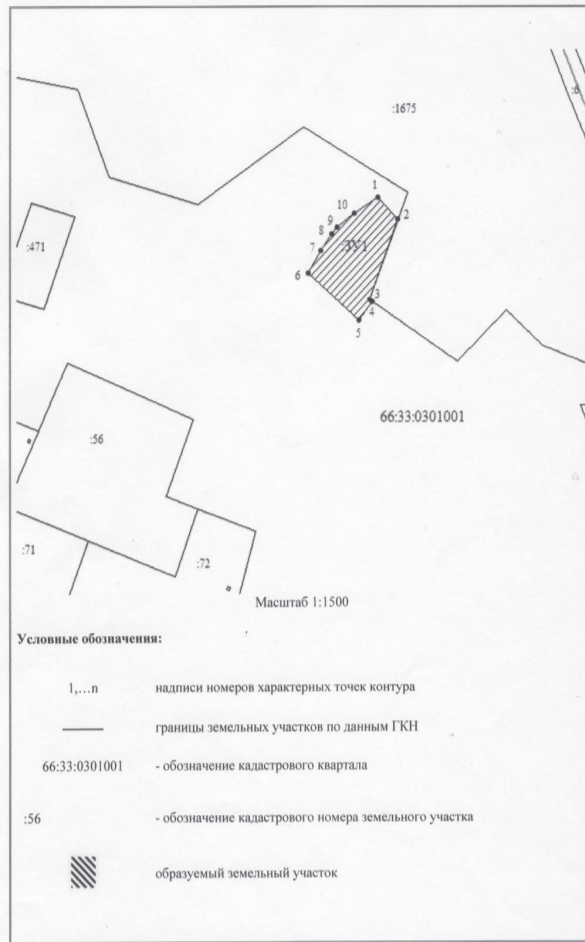 :1675
:6
1
2
10
9
8
:ЗУ1
7
:471
6
3
4
5
66:33:0301001
:56
:71
:72
Масштаб 1:1500
Условные обозначения:
1,...n надписи номеров характерных точек контура
границы земельных участков по данным ГКН
66:33:0301001 - обозначение кадастрового квартала
:56 - обозначение кадастрового номера земельного участка
образуемый земельный участок